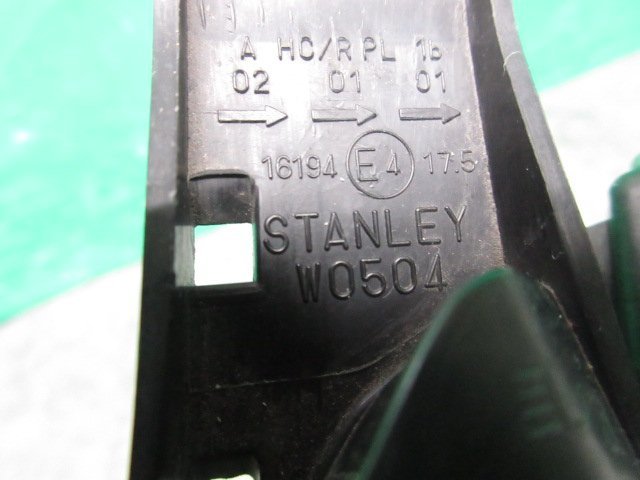 A HC/R PL 1b
02 01 01
→ → →
16194 E4 17.5
STANLEY
W0504